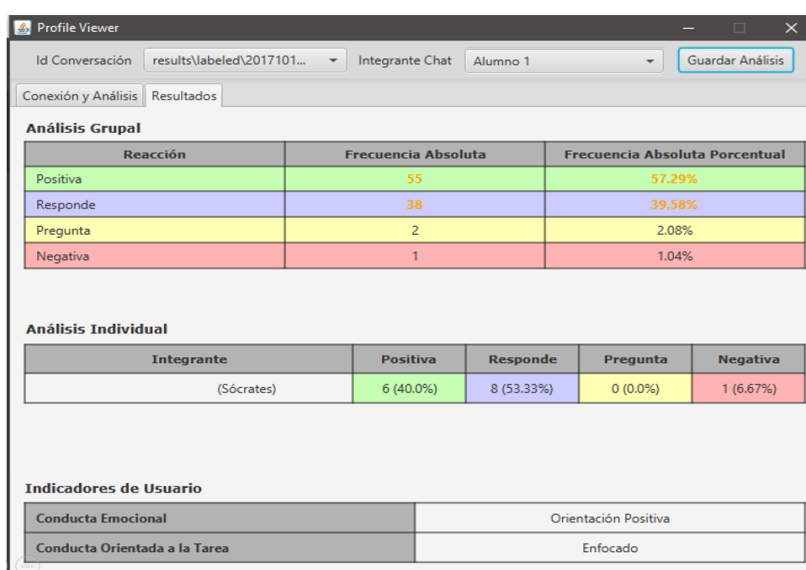 Profile Viewer
Id Conversación results\labeled\2017101... Integrante Chat Alumno 1 Guardar Análisis
Conexión y Análisis Resultados
Análisis Grupal
Reacción Frecuencia Absoluta Frecuencia Absoluta Porcentual
Positiva 55 57.29%
Responde 38 39.58%
Pregunta 2 2.08%
Negativa 1 1.04%
Análisis Individual
Integrante Positiva Responde Pregunta Negativa
(Sócrates) 6 (40.0%) 8 (53.33%) 0 (0.0%) 1 (6.67%)
Indicadores de Usuario
Conducta Emocional Orientación Positiva
Conducta Orientada a la Tarea Enfocado